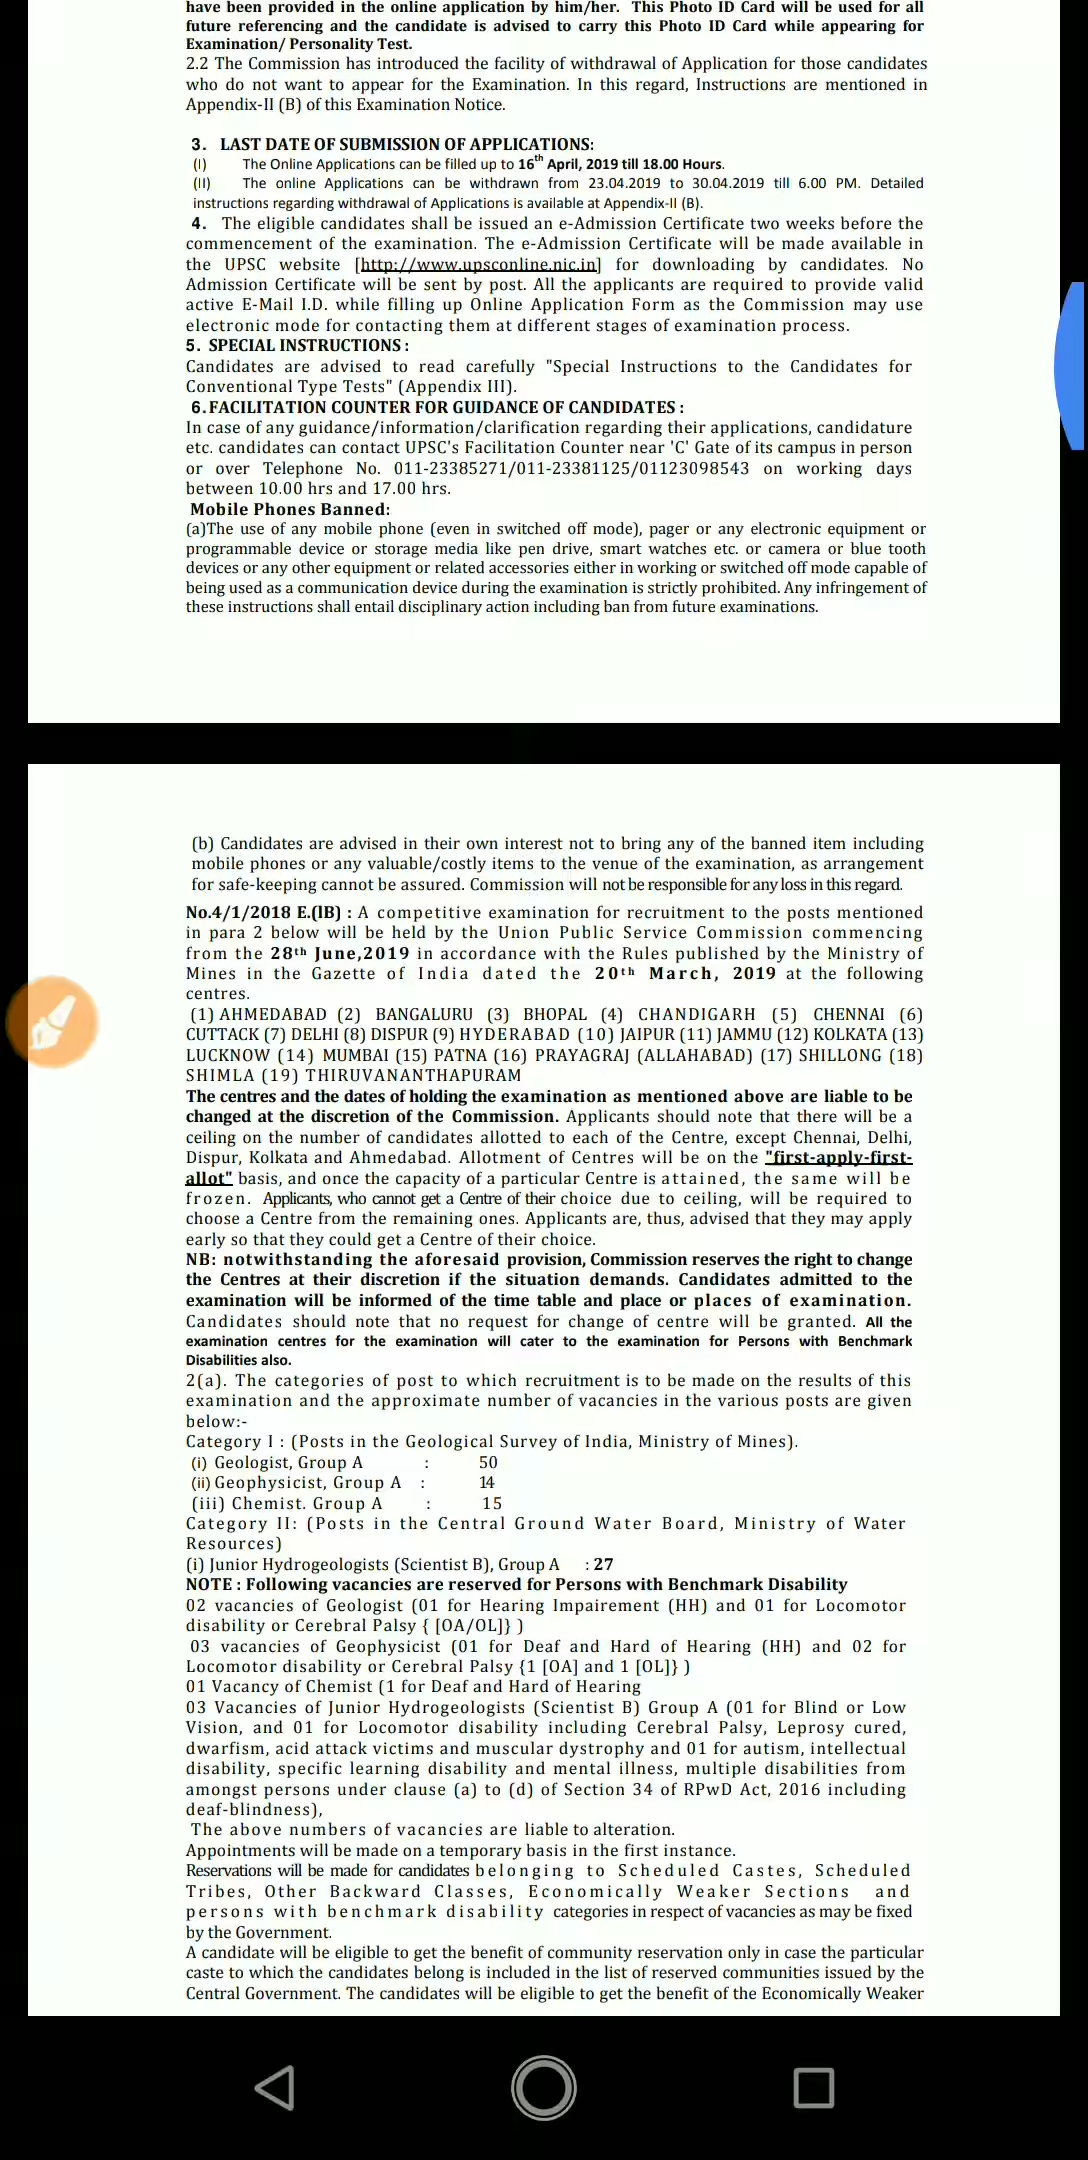 have been provided in the online application by him/her. This Photo ID Card will be used for all
future referencing and the candidate is advised to carry this Photo ID Card while appearing for
Examination/ Personality Test.
2.2 The Commission has introduced the facility of withdrawal of Application for those candidates
who do not want to appear for the Examination. In this regard, Instructions are mentioned in
Appendix-II (B) of this Examination Notice.
3. LAST DATE OF SUBMISSION OF APPLICATIONS:
(I) The Online Applications can be filled up to 16th April, 2019 till 18.00 Hours.
(II) The online Applications can be withdrawn from 23.04.2019 to 30.04.2019 till 6.00 PM. Detailed
instructions regarding withdrawal of Applications is available at Appendix-II (B).
4. The eligible candidates shall be issued an e-Admission Certificate two weeks before the
commencement of the examination. The e-Admission Certificate will be made available in
the UPSC website [http://www.upsconline.nic.in] for downloading by candidates. No
Admission Certificate will be sent by post. All the applicants are required to provide valid
active E-Mail I.D. while filling up Online Application Form as the Commission may use
electronic mode for contacting them at different stages of examination process.
5. SPECIAL INSTRUCTIONS :
Candidates are advised to read carefully "Special Instructions to the Candidates for
Conventional Type Tests" (Appendix III).
6. FACILITATION COUNTER FOR GUIDANCE OF CANDIDATES :
In case of any guidance/information/clarification regarding their applications, candidature
etc. candidates can contact UPSC's Facilitation Counter near 'C' Gate of its campus in person
or over Telephone No. 011-23385271/011-23381125/01123098543 on working days
between 10.00 hrs and 17.00 hrs.
Mobile Phones Banned:
(a)The use of any mobile phone (even in switched off mode), pager or any electronic equipment or
programmable device or storage media like pen drive, smart watches etc. or camera or blue tooth
devices or any other equipment or related accessories either in working or switched off mode capable of
being used as a communication device during the examination is strictly prohibited. Any infringement of
these instructions shall entail disciplinary action including ban from future examinations.
(b) Candidates are advised in their own interest not to bring any of the banned item including
mobile phones or any valuable/costly items to the venue of the examination, as arrangement
for safe-keeping cannot be assured. Commission will not be responsible for any loss in this regard.
No.4/1/2018 E.(IB) : A competitive examination for recruitment to the posts mentioned
in para 2 below will be held by the Union Public Service Commission commencing
from the 28th June,2019 in accordance with the Rules published by the Ministry of
Mines in the Gazette of India dated the 20th March, 2019 at the following
centres.
(1) AHMEDABAD (2) BANGALURU (3) BHOPAL (4) CHANDIGARH (5) CHENNAI (6)
CUTTACK (7) DELHI (8) DISPUR (9) HYDERABAD (10) JAIPUR (11) JAMMU (12) KOLKATA (13)
LUCKNOW (14) MUMBAI (15) PATNA (16) PRAYAGRAJ (ALLAHABAD) (17) SHILLONG (18)
SHIMLA (19) THIRUVANANTHAPURAM
The centres and the dates of holding the examination as mentioned above are liable to be
changed at the discretion of the Commission. Applicants should note that there will be a
ceiling on the number of candidates allotted to each of the Centre, except Chennai, Delhi,
Dispur, Kolkata and Ahmedabad. Allotment of Centres will be on the "first-apply-first-
allot" basis, and once the capacity of a particular Centre is attained, the same will be
frozen. Applicants, who cannot get a Centre of their choice due to ceiling, will be required to
choose a Centre from the remaining ones. Applicants are, thus, advised that they may apply
early so that they could get a Centre of their choice.
NB: notwithstanding the aforesaid provision, Commission reserves the right to change
the Centres at their discretion if the situation demands. Candidates admitted to the
examination will be informed of the time table and place or places of examination.
Candidates should note that no request for change of centre will be granted. All the
examination centres for the examination will cater to the examination for Persons with Benchmark
Disabilities also.
2(a). The categories of post to which recruitment is to be made on the results of this
examination and the approximate number of vacancies in the various posts are given
below:-
Category I : (Posts in the Geological Survey of India, Ministry of Mines).
(i) Geologist, Group A : 50
(ii) Geophysicist, Group A : 14
(iii) Chemist. Group A : 15
Category II: (Posts in the Central Ground Water Board, Ministry of Water
Resources)
(i) Junior Hydrogeologists (Scientist B), Group A : 27
NOTE : Following vacancies are reserved for Persons with Benchmark Disability
02 vacancies of Geologist (01 for Hearing Impairement (HH) and 01 for Locomotor
disability or Cerebral Palsy { [OA/OL]} )
03 vacancies of Geophysicist (01 for Deaf and Hard of Hearing (HH) and 02 for
Locomotor disability or Cerebral Palsy {1 [OA] and 1 [OL]} )
01 Vacancy of Chemist (1 for Deaf and Hard of Hearing
03 Vacancies of Junior Hydrogeologists (Scientist B) Group A (01 for Blind or Low
Vision, and 01 for Locomotor disability including Cerebral Palsy, Leprosy cured,
dwarfism, acid attack victims and muscular dystrophy and 01 for autism, intellectual
disability, specific learning disability and mental illness, multiple disabilities from
amongst persons under clause (a) to (d) of Section 34 of RPwD Act, 2016 including
deaf-blindness),
The above numbers of vacancies are liable to alteration.
Appointments will be made on a temporary basis in the first instance.
Reservations will be made for candidates belonging to Scheduled Castes, Scheduled
Tribes, Other Backward Classes, Economically Weaker Sections and
persons with benchmark disability categories in respect of vacancies as may be fixed
by the Government.
A candidate will be eligible to get the benefit of community reservation only in case the particular
caste to which the candidates belong is included in the list of reserved communities issued by the
Central Government. The candidates will be eligible to get the benefit of the Economically Weaker